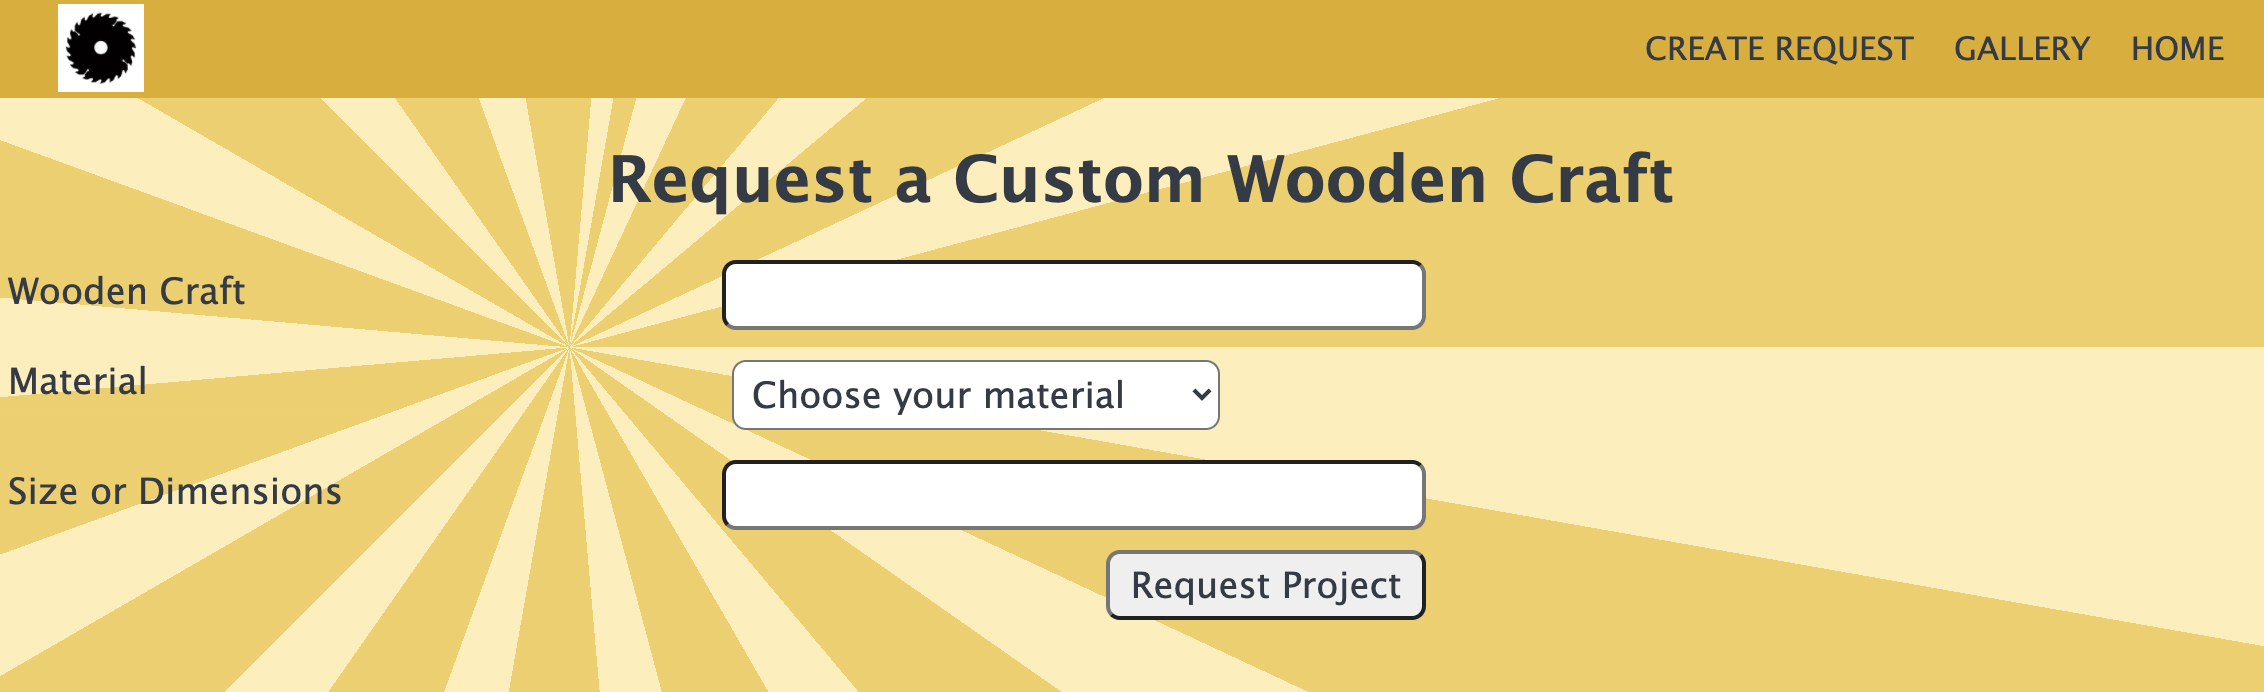 CREATE REQUEST GALLERY HOME
Request a Custom Wooden Craft
Wooden Craft
Material Choose your material
Size or Dimensions
Request Project